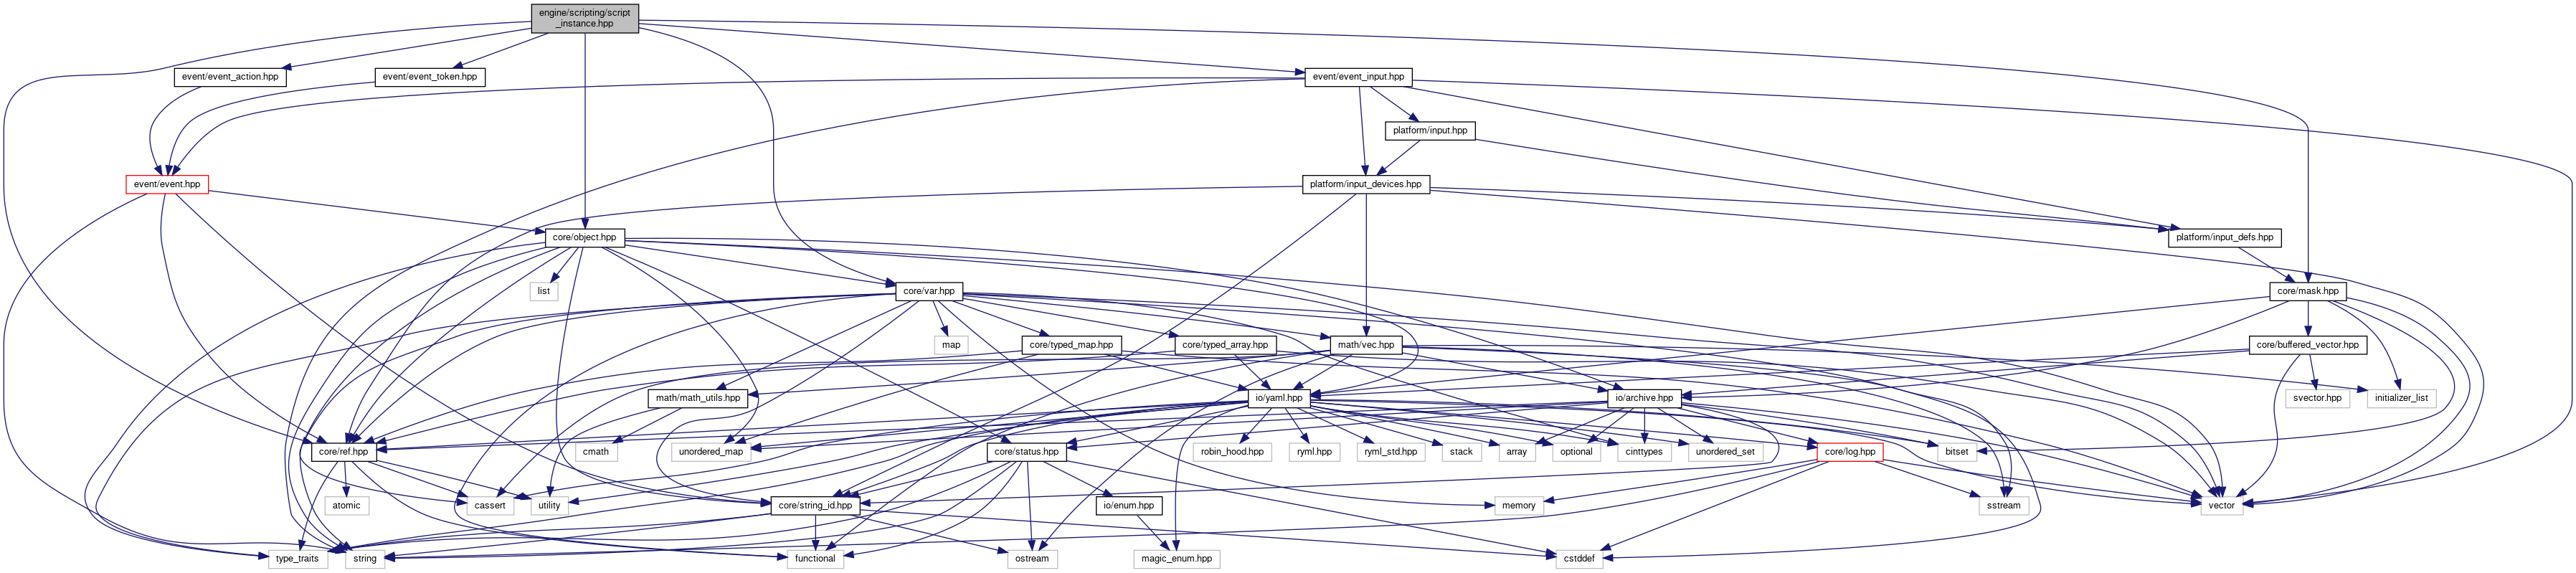 engine/scripting/script
_instance.hpp
event/event_action.hpp
event/event_token.hpp
event/event_input.hpp
platform/input.hpp
event/event.hpp
platform/input_devices.hpp
core/object.hpp
platform/input_defs.hpp
list
core/var.hpp
core/mask.hpp
map
core/typed_map.hpp
core/typed_array.hpp
math/vec.hpp
core/buffered_vector.hpp
math/math_utils.hpp
io/yaml.hpp
io/archive.hpp
svector.hpp
initializer_list
core/ref.hpp
cmath
unordered_map
core/status.hpp
robin_hood.hpp
ryml.hpp
ryml_std.hpp
stack
array
optional
cinttypes
unordered_set
core/log.hpp
bitset
atomic
cassert
utility
core/string_id.hpp
io/enum.hpp
memory
sstream
vector
type_traits
string
functional
ostream
magic_enum.hpp
cstddef